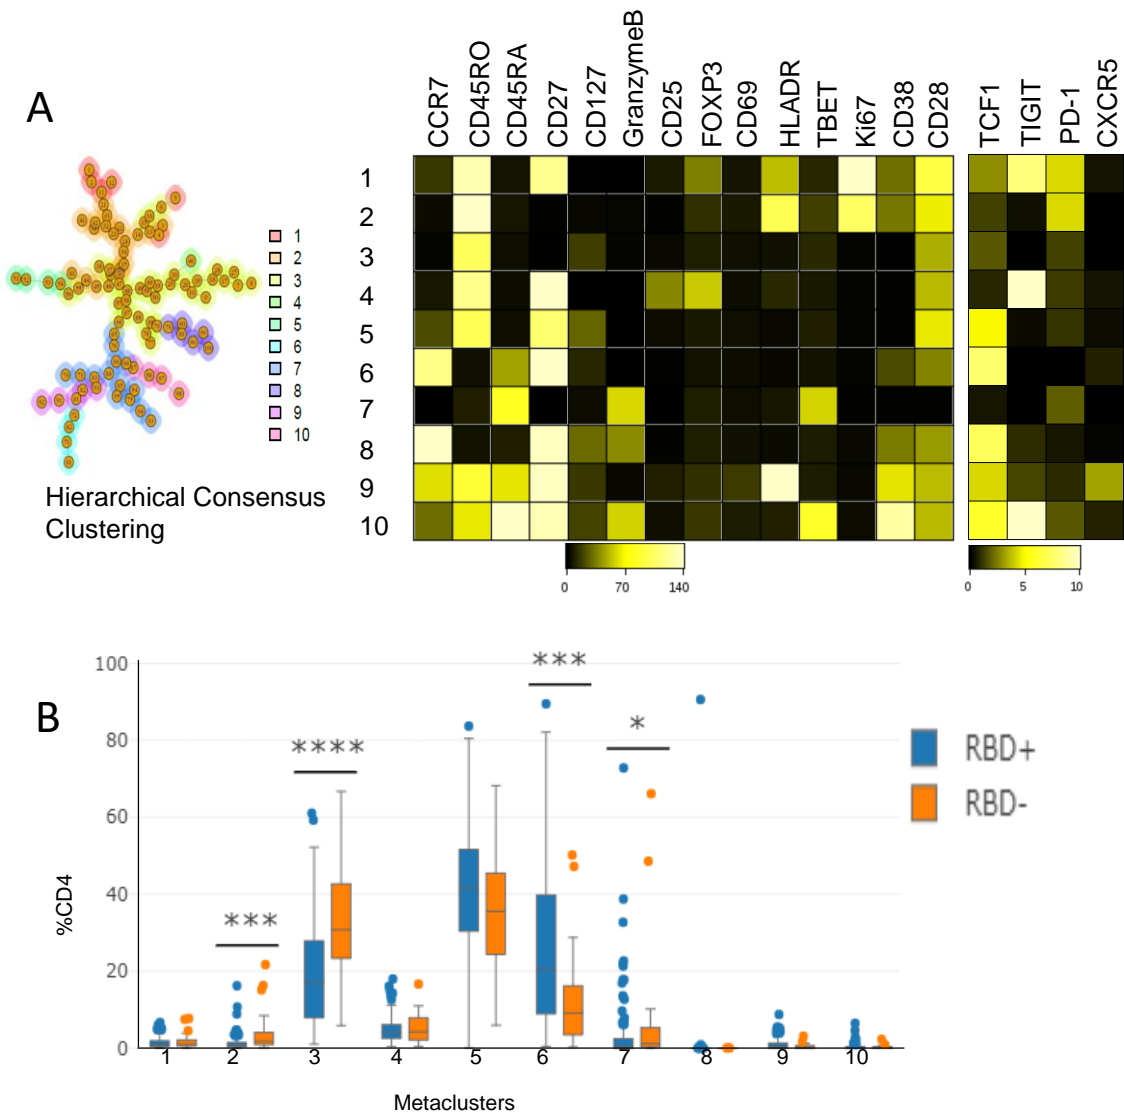 A
CCR7
CD45RO
CD45RA
CD27
CD127
GranzymeB
CD25
FOXP3
CD69
HLADR
TBET
Ki67
CD38
CD28
TCF1
TIGIT
PD-1
CXCR5
1
2
3
4
5
6
7
8
9
10
1
2
3
4
5
6
7
8
9
10
Hierarchical Consensus
Clustering
0 70 140
0 5 10
B
100
80
60
40
20
0
%CD4
***
****
***
*
RBD+
RBD-
1 2 3 4 5 6 7 8 9 10
Metaclusters